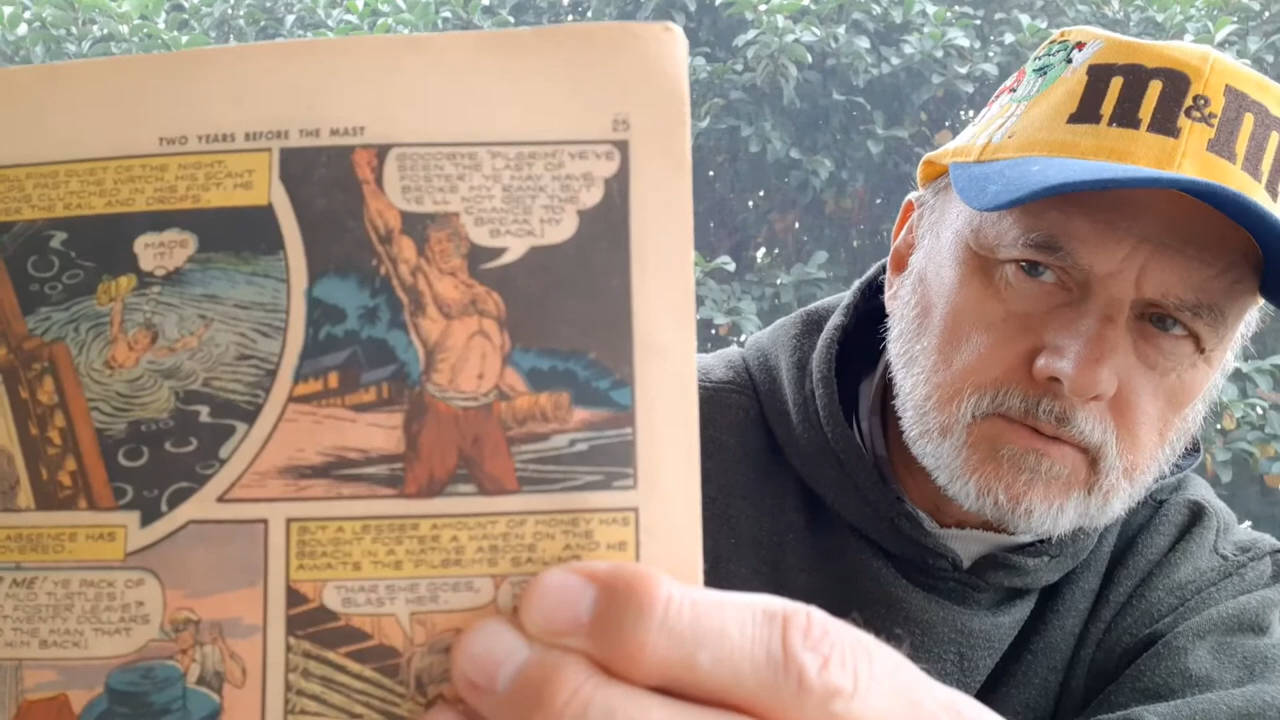 TWO YEARS BEFORE THE MAST
25
QUIET OF THE NIGHT,
PAST THE WATCH. HIS SCANT
CLUTCHED IN HIS FIST, HE
THE RAIL AND DROPS.
MADE
IT!
GOODBYE, "PILGRIM! YE'VE
SEEN THE LAST OF
FOSTER! YE MAY HAVE
BROKE MY RANK, BUT
YE'LL NOT GET THE
CHANCE TO
BREAK MY
BACK!
ABSENCE HAS
ME! YE PACK OF
TURTLES!
FOSTER LEAVE?
TWENTY DOLLARS
THE MAN THAT
HIM BACK!
BUT A LESSER AMOUNT OF MONEY HAS
BOUGHT FOSTER A HAVEN ON THE
BEACH IN A NATIVE ABODE, AND HE
AWAITS THE "PILGRIM'S"
THAR SHE GOES,
BLAST HER.
m&m